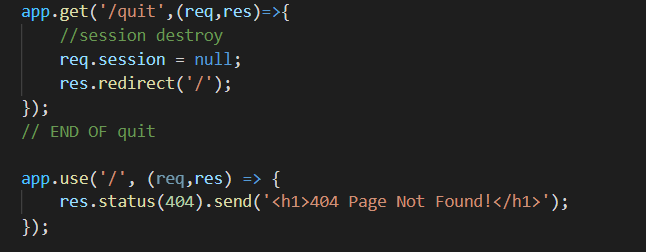 app.get('/quit',(req,res)=>{
    //session destroy
    req.session = null;
    res.redirect('/');
});
// END OF quit

app.use('/', (req,res) => {
    res.status(404).send('<h1>404 Page Not Found!</h1>');
});